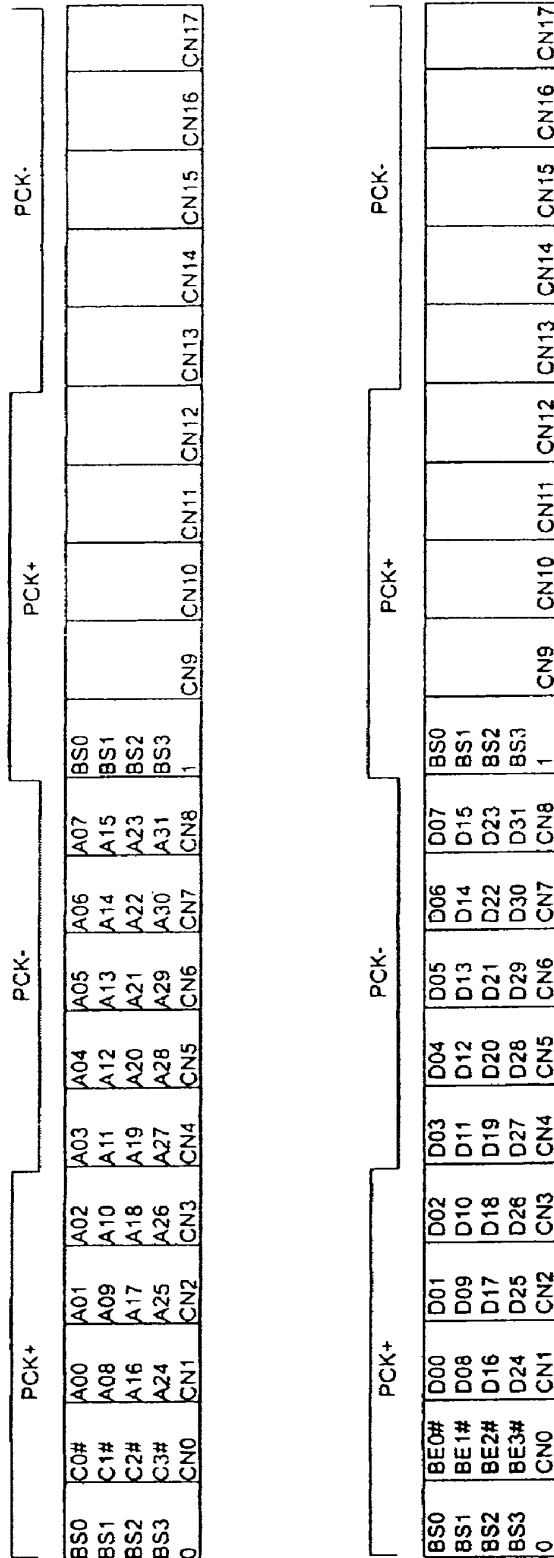 PCK+ PCK- PCK+ PCK-
BS0 C0# A00 A01 A02 A03 A04 A05 A06 A07 BS0
BS1 C1# A08 A09 A10 A11 A12 A13 A14 A15 BS1
BS2 C2# A16 A17 A18 A19 A20 A21 A22 A23 BS2
BS3 C3# A24 A25 A26 A27 A28 A29 A30 A31 BS3
0 CN0 CN1 CN2 CN3 CN4 CN5 CN6 CN7 CN8 1 CN9 CN10 CN11 CN12 CN13 CN14 CN15 CN16 CN17
PCK+ PCK- PCK+ PCK-
BS0 BE0# D00 D01 D02 D03 D04 D05 D06 D07 BS0
BS1 BE1# D08 D09 D10 D11 D12 D13 D14 D15 BS1
BS2 BE2# D16 D17 D18 D19 D20 D21 D22 D23 BS2
BS3 BE3# D24 D25 D26 D27 D28 D29 D30 D31 BS3
0 CN0 CN1 CN2 CN3 CN4 CN5 CN6 CN7 CN8 1 CN9 CN10 CN11 CN12 CN13 CN14 CN15 CN16 CN17